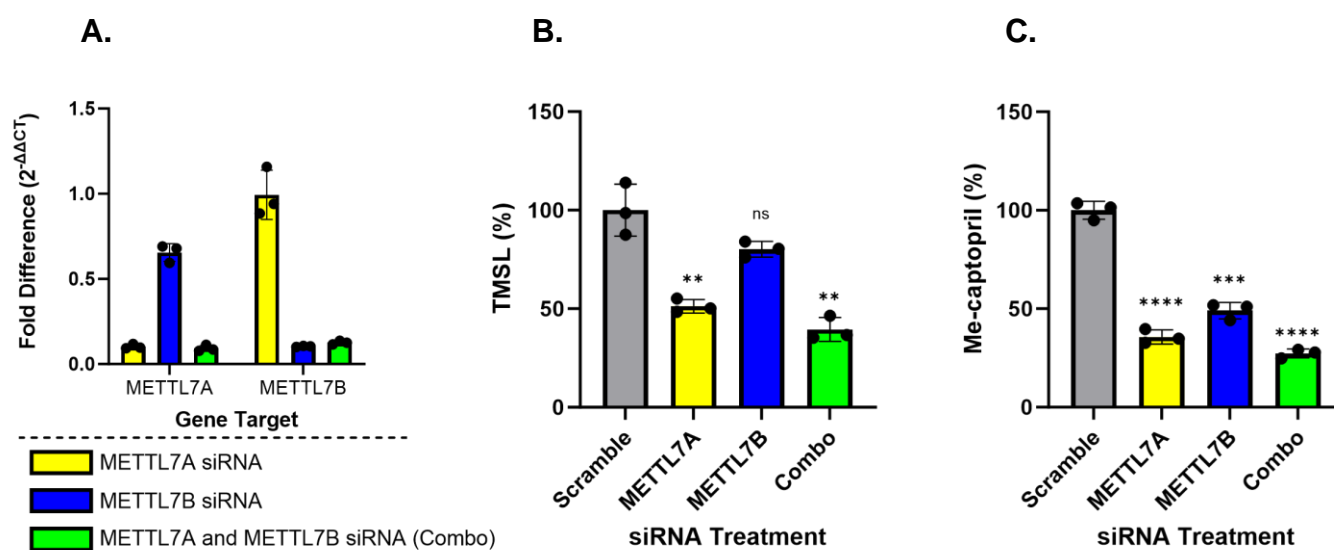 A.
Fold Difference (2^-ΔΔCT)
1.5
1.0
0.5
0.0
METTL7A
METTL7B
Gene Target
METTL7A siRNA
METTL7B siRNA
METTL7A and METTL7B siRNA (Combo)
B.
TMSL (%)
150
100
50
0
**
ns
**
Scramble
METTL7A
METTL7B
Combo
siRNA Treatment
C.
Me-captopril (%)
150
100
50
0
****
***
****
Scramble
METTL7A
METTL7B
Combo
siRNA Treatment